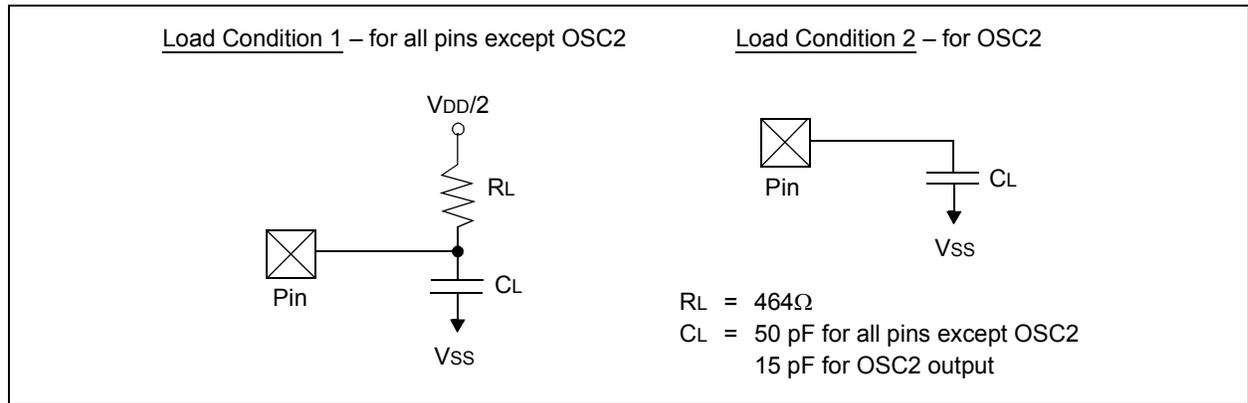 Load Condition 1 – for all pins except OSC2
VDD/2
RL
Pin
CL
VSS
Load Condition 2 – for OSC2
Pin
CL
VSS
RL = 464Ω
CL = 50 pF for all pins except OSC2
15 pF for OSC2 output